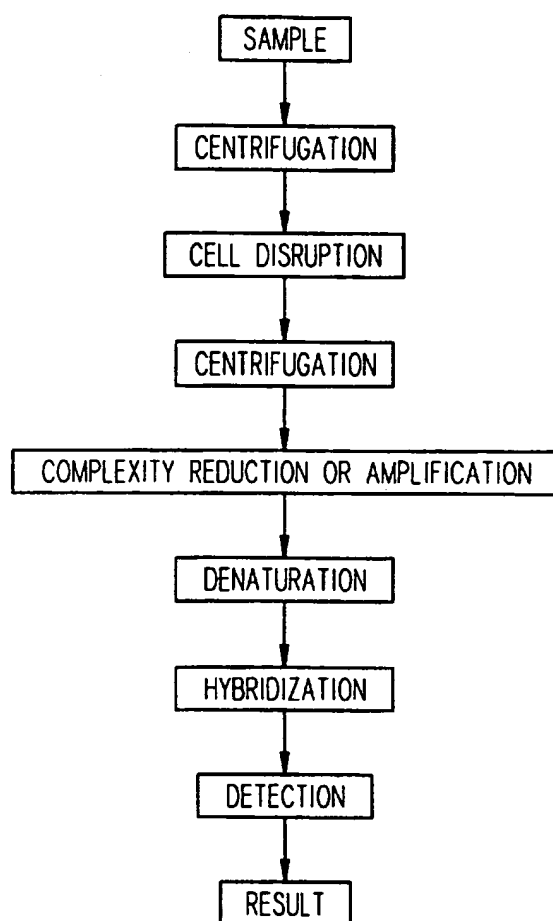 SAMPLE
CENTRIFUGATION
CELL DISRUPTION
CENTRIFUGATION
COMPLEXITY REDUCTION OR AMPLIFICATION
DENATURATION
HYBRIDIZATION
DETECTION
RESULT